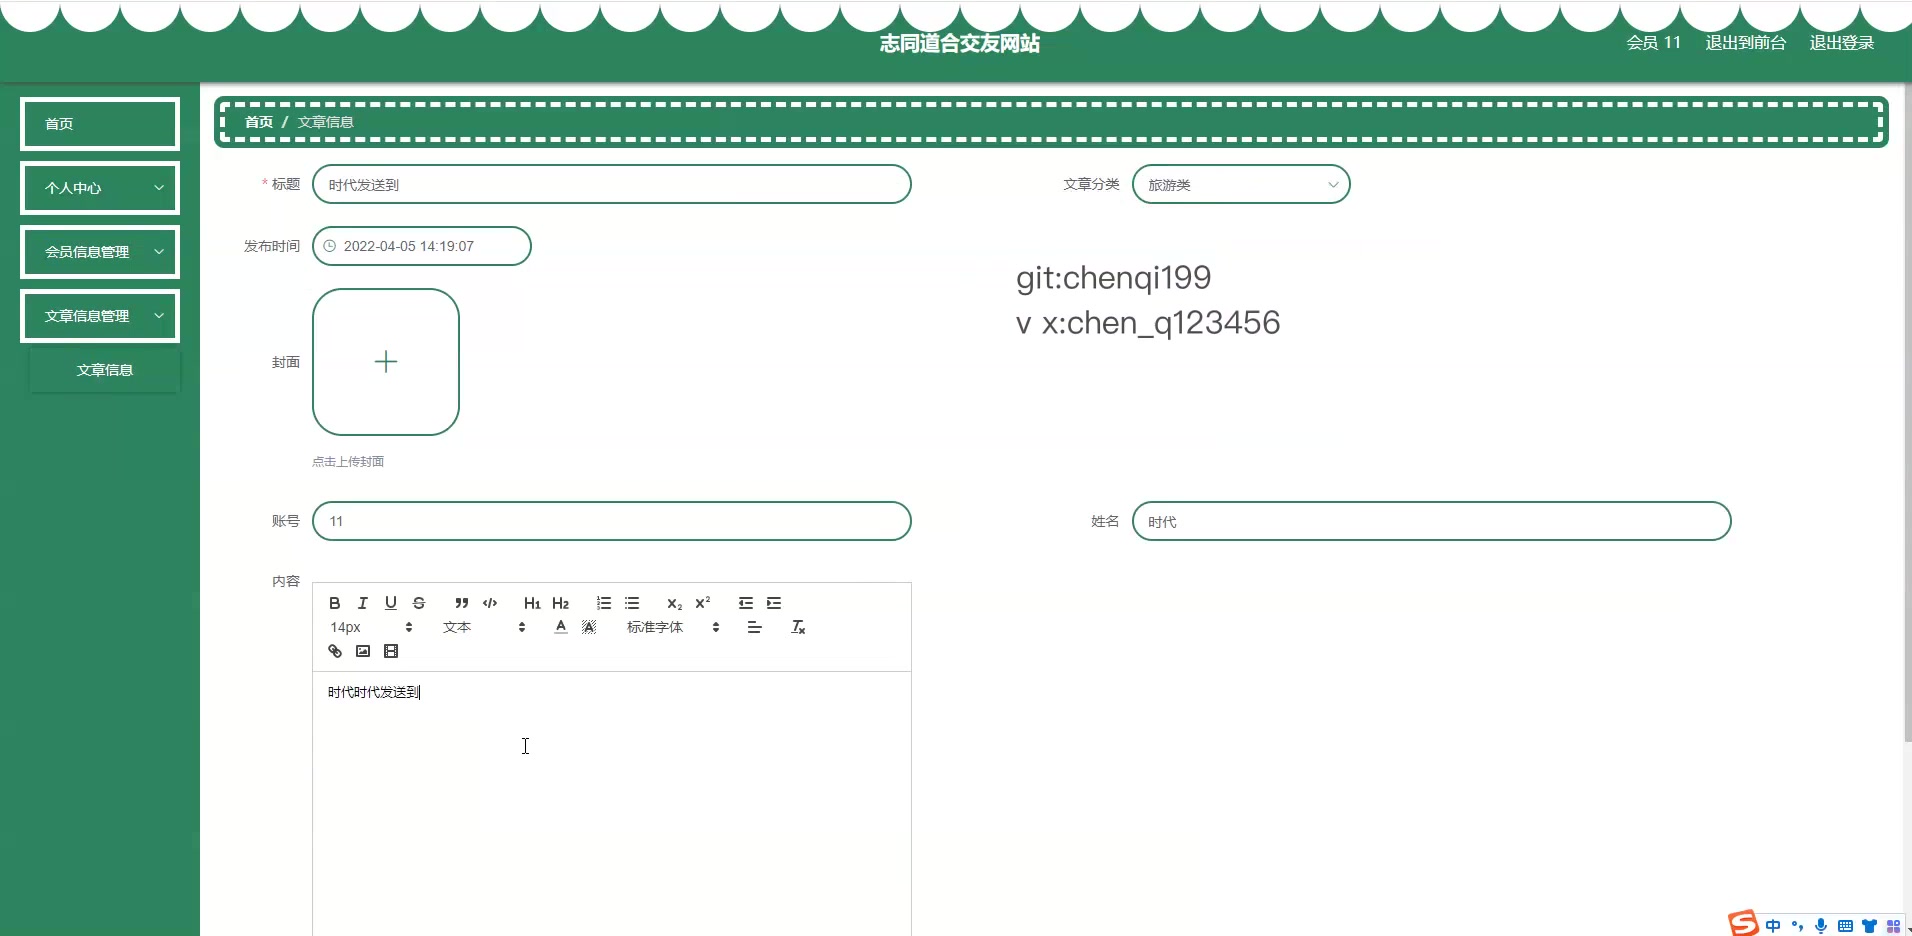 志同道合交友网站
会员 11 退出到前台 退出登录
首页
个人中心
会员信息管理
文章信息管理
文章信息
首页 / 文章信息
* 标题 时代发送到
文章分类 旅游类
发布时间 2022-04-05 14:19:07
git:chenqi199
v x:chen_q123456
封面
点击上传封面
账号 11
姓名 时代
内容
B I U S ” </> H1 H2 X2 X2
14px 文本 A A 标准字体 Tx
时代时代发送到
中